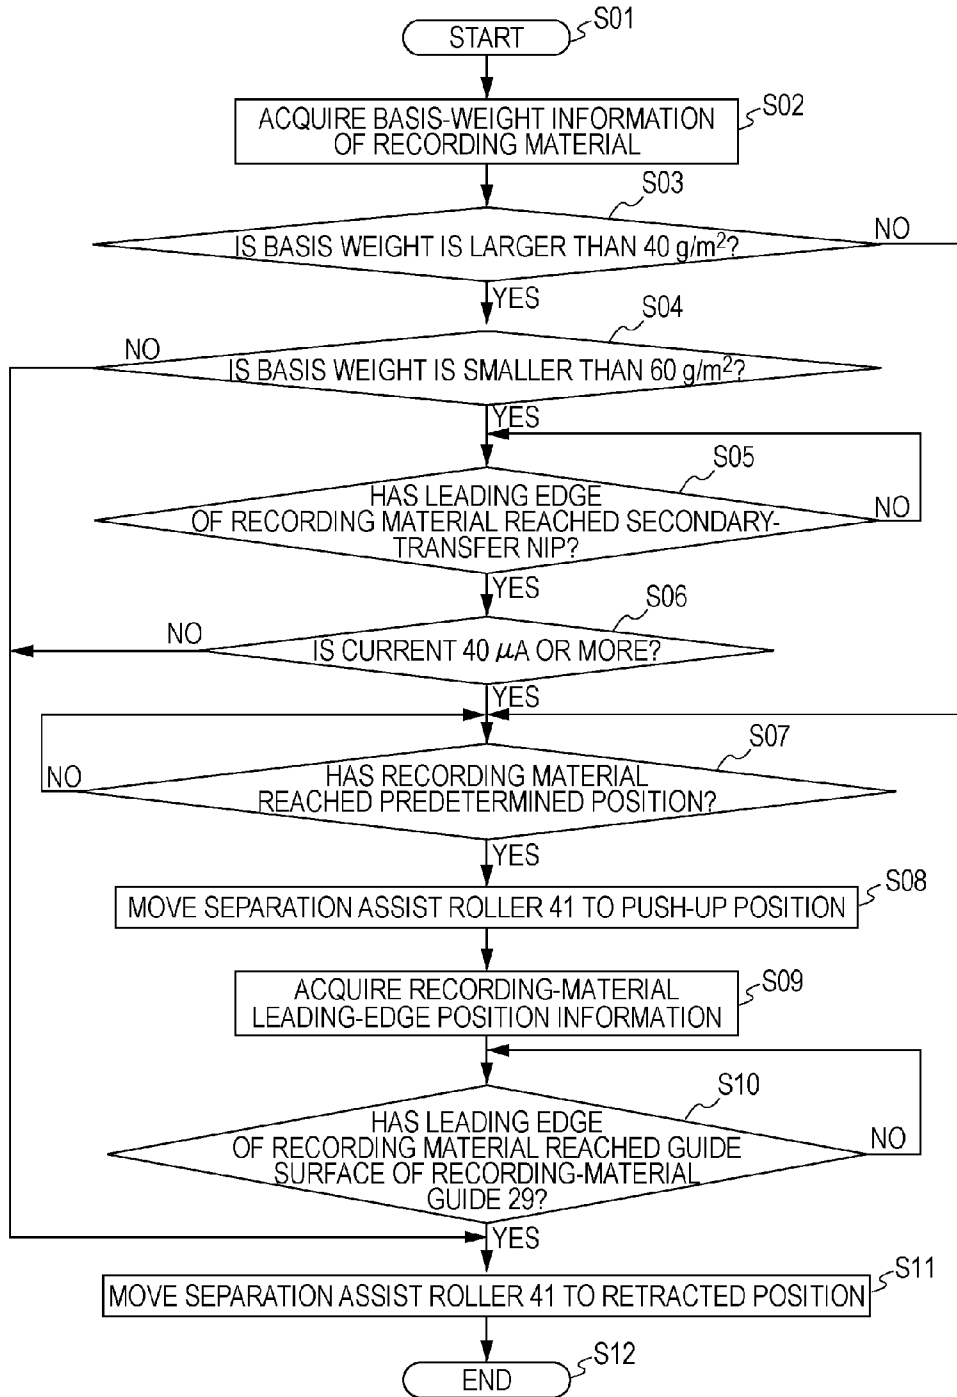 START
S01
ACQUIRE BASIS-WEIGHT INFORMATION
OF RECORDING MATERIAL
S02
S03
IS BASIS WEIGHT IS LARGER THAN 40 g/m²?
NO
YES
S04
NO
IS BASIS WEIGHT IS SMALLER THAN 60 g/m²?
YES
S05
HAS LEADING EDGE
OF RECORDING MATERIAL REACHED SECONDARY-
TRANSFER NIP?
NO
YES
S06
NO
IS CURRENT 40 μA OR MORE?
YES
S07
HAS RECORDING MATERIAL
REACHED PREDETERMINED POSITION?
NO
YES
S08
MOVE SEPARATION ASSIST ROLLER 41 TO PUSH-UP POSITION
S09
ACQUIRE RECORDING-MATERIAL
LEADING-EDGE POSITION INFORMATION
S10
HAS LEADING EDGE
OF RECORDING MATERIAL REACHED GUIDE
SURFACE OF RECORDING-MATERIAL
GUIDE 29?
NO
YES
S11
MOVE SEPARATION ASSIST ROLLER 41 TO RETRACTED POSITION
S12
END